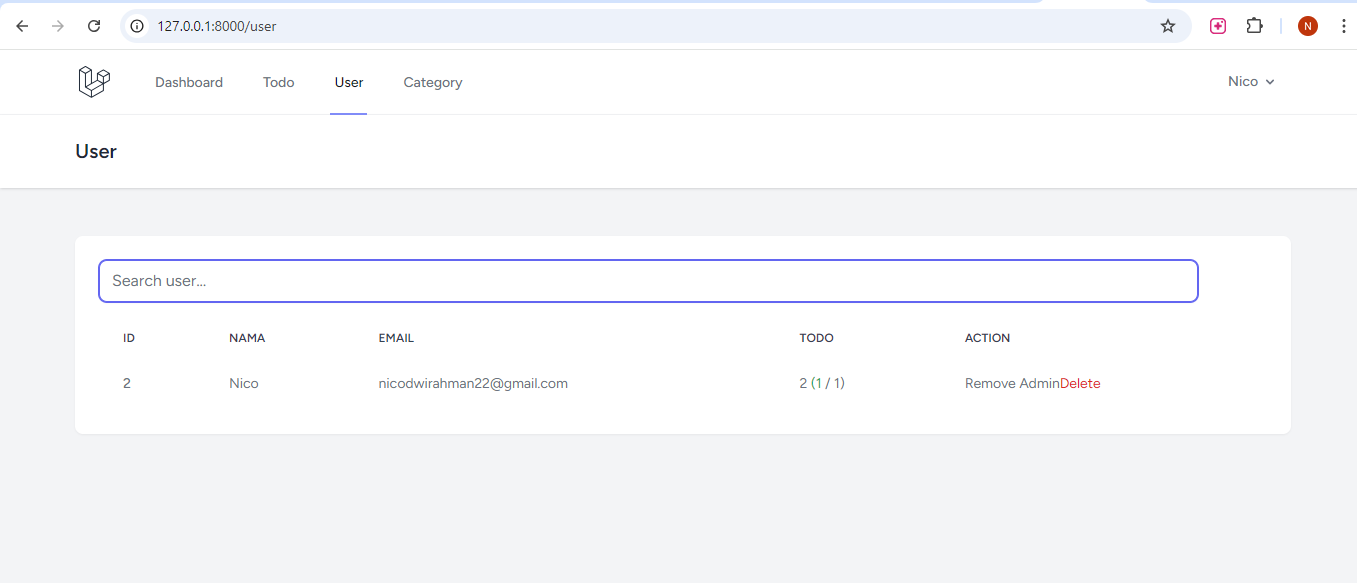 127.0.0.1:8000/user
N
Dashboard Todo User Category Nico
User
Search user...
ID NAMA EMAIL TODO ACTION
2 Nico nicodwirahman22@gmail.com 2 (1 / 1) Remove AdminDelete